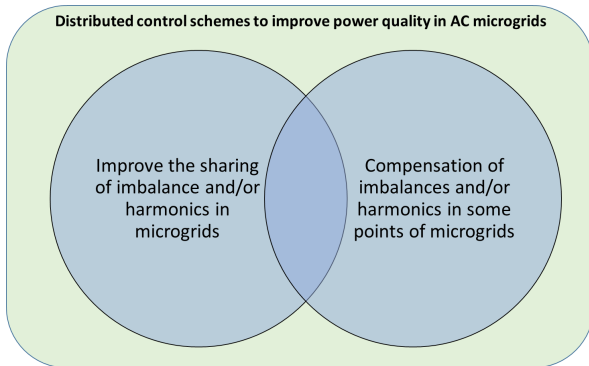 Distributed control schemes to improve power quality in AC microgrids
Improve the sharing
of imbalance and/or
harmonics in
microgrids
Compensation of
imbalances and/or
harmonics in some
points of microgrids